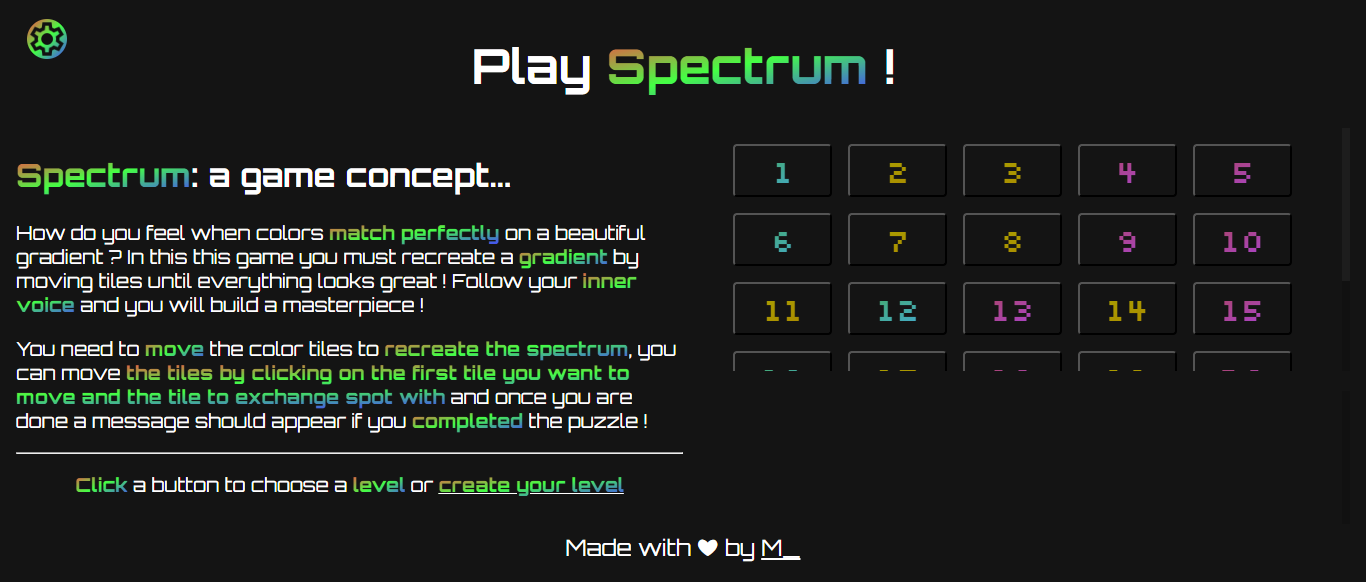 Play Spectrum !
Spectrum: a game concept...
How do you feel when colors match perfectly on a beautiful
gradient ? In this this game you must recreate a gradient by
moving tiles until everything looks great ! Follow your inner
voice and you will build a masterpiece !
You need to move the color tiles to recreate the spectrum, you
can move the tiles by clicking on the first tile you want to
move and the tile to exchange spot with and once you are
done a message should appear if you completed the puzzle !
Click a button to choose a level or create your level
1 2 3 4 5
6 7 8 9 10
11 12 13 14 15
Made with ♥ by M_